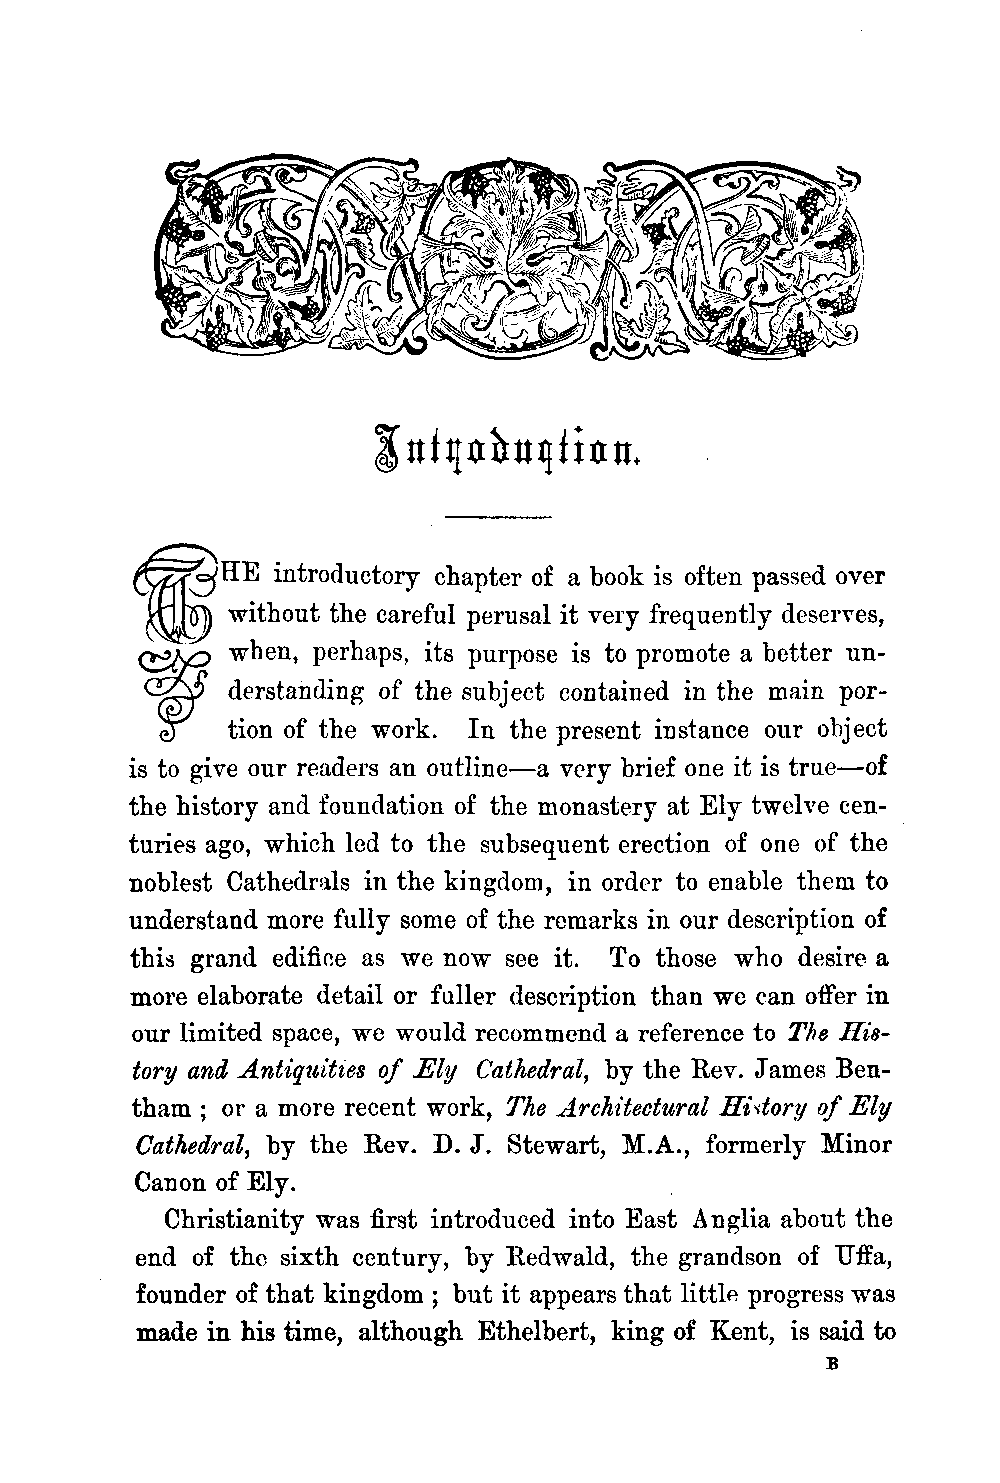 Introduction.
THE introductory chapter of a book is often passed over
without the careful perusal it very frequently deserves,
when, perhaps, its purpose is to promote a better un-
derstanding of the subject contained in the main por-
tion of the work. In the present instance our object
is to give our readers an outline—a very brief one it is true—of
the history and foundation of the monastery at Ely twelve cen-
turies ago, which led to the subsequent erection of one of the
noblest Cathedrals in the kingdom, in order to enable them to
understand more fully some of the remarks in our description of
this grand edifice as we now see it. To those who desire a
more elaborate detail or fuller description than we can offer in
our limited space, we would recommend a reference to The His-
tory and Antiquities of Ely Cathedral, by the Rev. James Ben-
tham ; or a more recent work, The Architectural History of Ely
Cathedral, by the Rev. D. J. Stewart, M.A., formerly Minor
Canon of Ely.
Christianity was first introduced into East Anglia about the
end of the sixth century, by Redwald, the grandson of Uffa,
founder of that kingdom ; but it appears that little progress was
made in his time, although Ethelbert, king of Kent, is said to
B